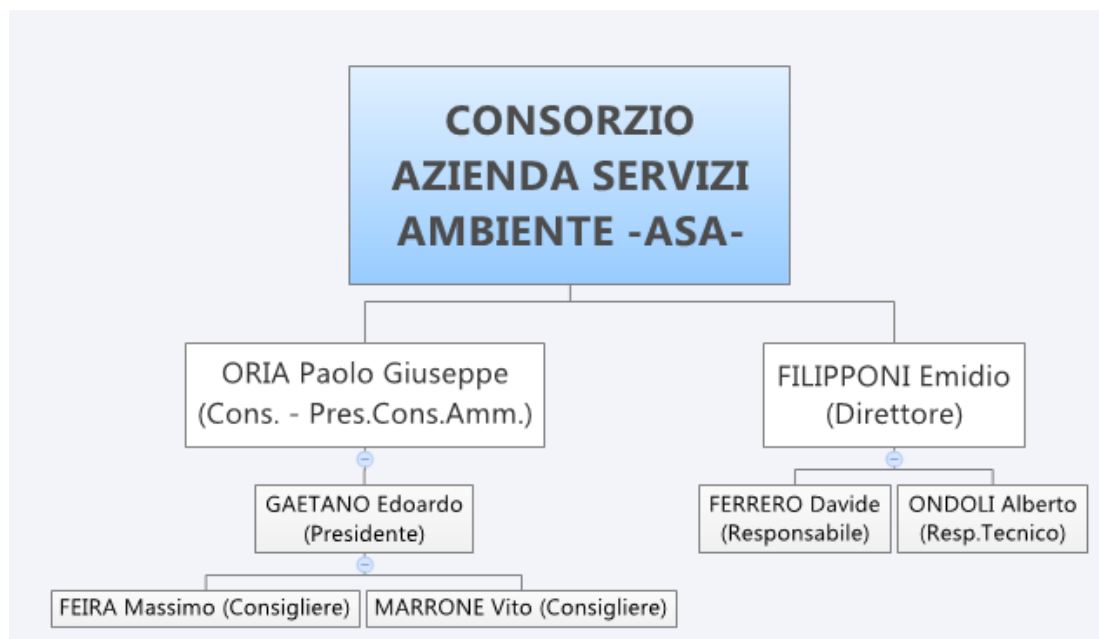 CONSORZIO
AZIENDA SERVIZI
AMBIENTE -ASA-
ORIA Paolo Giuseppe
(Cons. - Pres.Cons.Amm.)
FILIPPONI Emidio
(Direttore)
GAETANO Edoardo
(Presidente)
FERRERO Davide
(Responsabile)
ONDOLI Alberto
(Resp.Tecnico)
FEIRA Massimo (Consigliere)
MARRONE Vito (Consigliere)